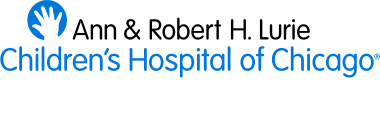 Ann & Robert H. Lurie
Children's Hospital of Chicago®